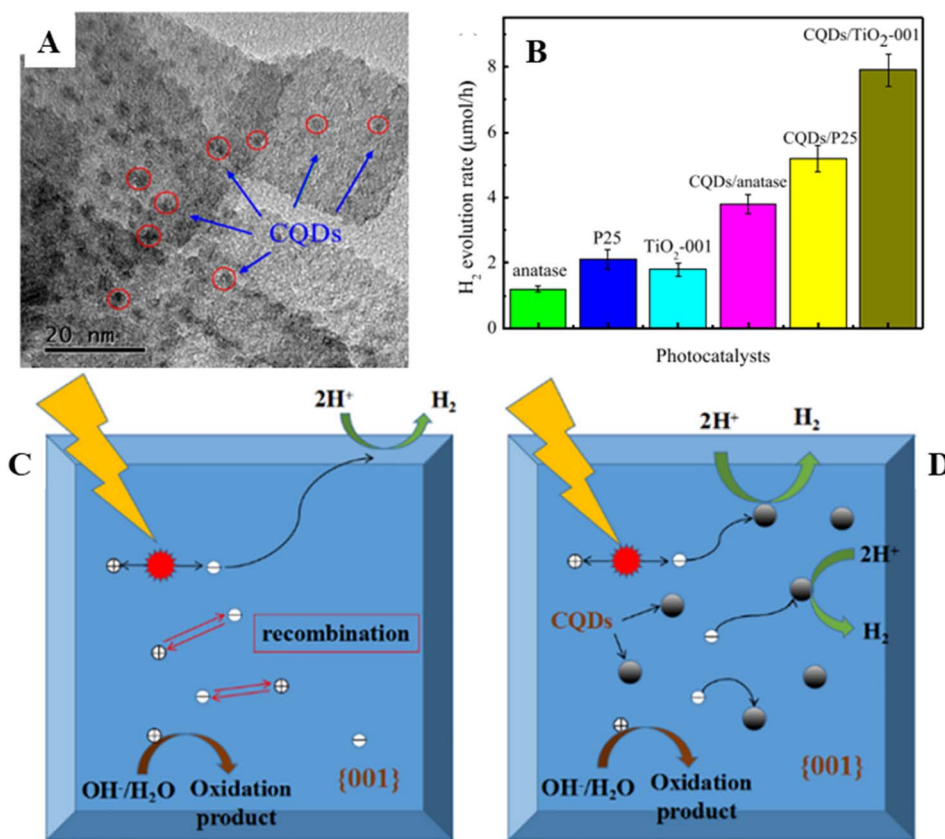 A
CQDs
20 nm
B
H₂ evolution rate (μmol/h)
8
6
4
2
0
anatase
P25
TiO₂-001
CQDs/anatase
CQDs/P25
CQDs/TiO₂-001
Photocatalysts
C
2H⁺
H₂
recombination
OH⁻/H₂O
Oxidation
product
{001}
D
2H⁺
H₂
2H⁺
H₂
CQDs
OH⁻/H₂O
Oxidation
product
{001}